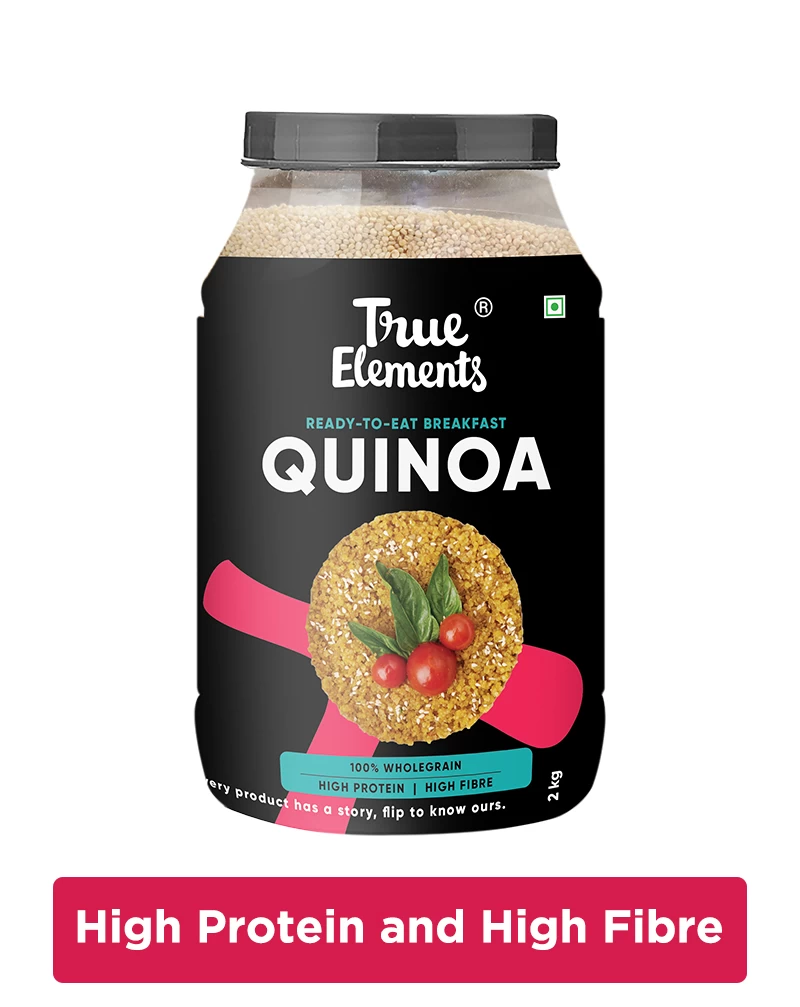 True ®
Elements
READY-TO-EAT BREAKFAST
QUINOA
100% WHOLEGRAIN
HIGH PROTEIN | HIGH FIBRE
ery product has a story, flip to know ours.
2 kg
High Protein and High Fibre